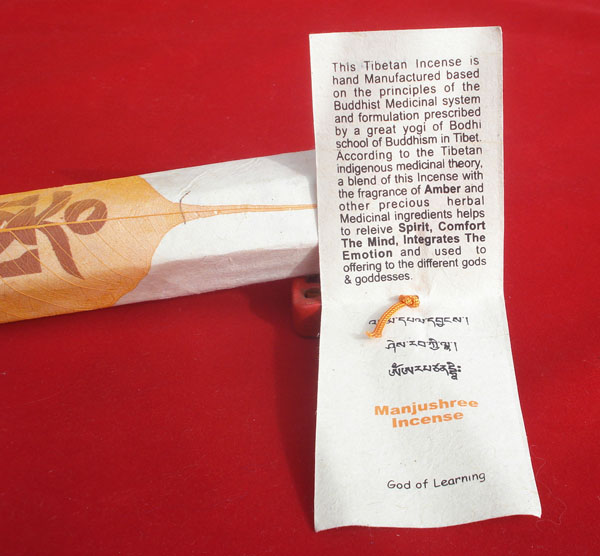 This Tibetan Incense is
hand Manufactured based
on the principles of the
Buddhist Medicinal system
and formulation prescribed
by a great yogi of Bodhi
school of Buddhism in Tibet.
According to the Tibetan
indigenous medicinal theory,
a blend of this Incense with
the fragrance of Amber and
other precious herbal
Medicinal ingredients helps
to releive Spirit, Comfort
The Mind, Integrates The
Emotion and used to
offering to the different gods
& goddesses.
དཔལ་དབྱངས།
ཤེས་རབ་ཀྱི་ལྷ།
Manjushree
Incense
God of Learning